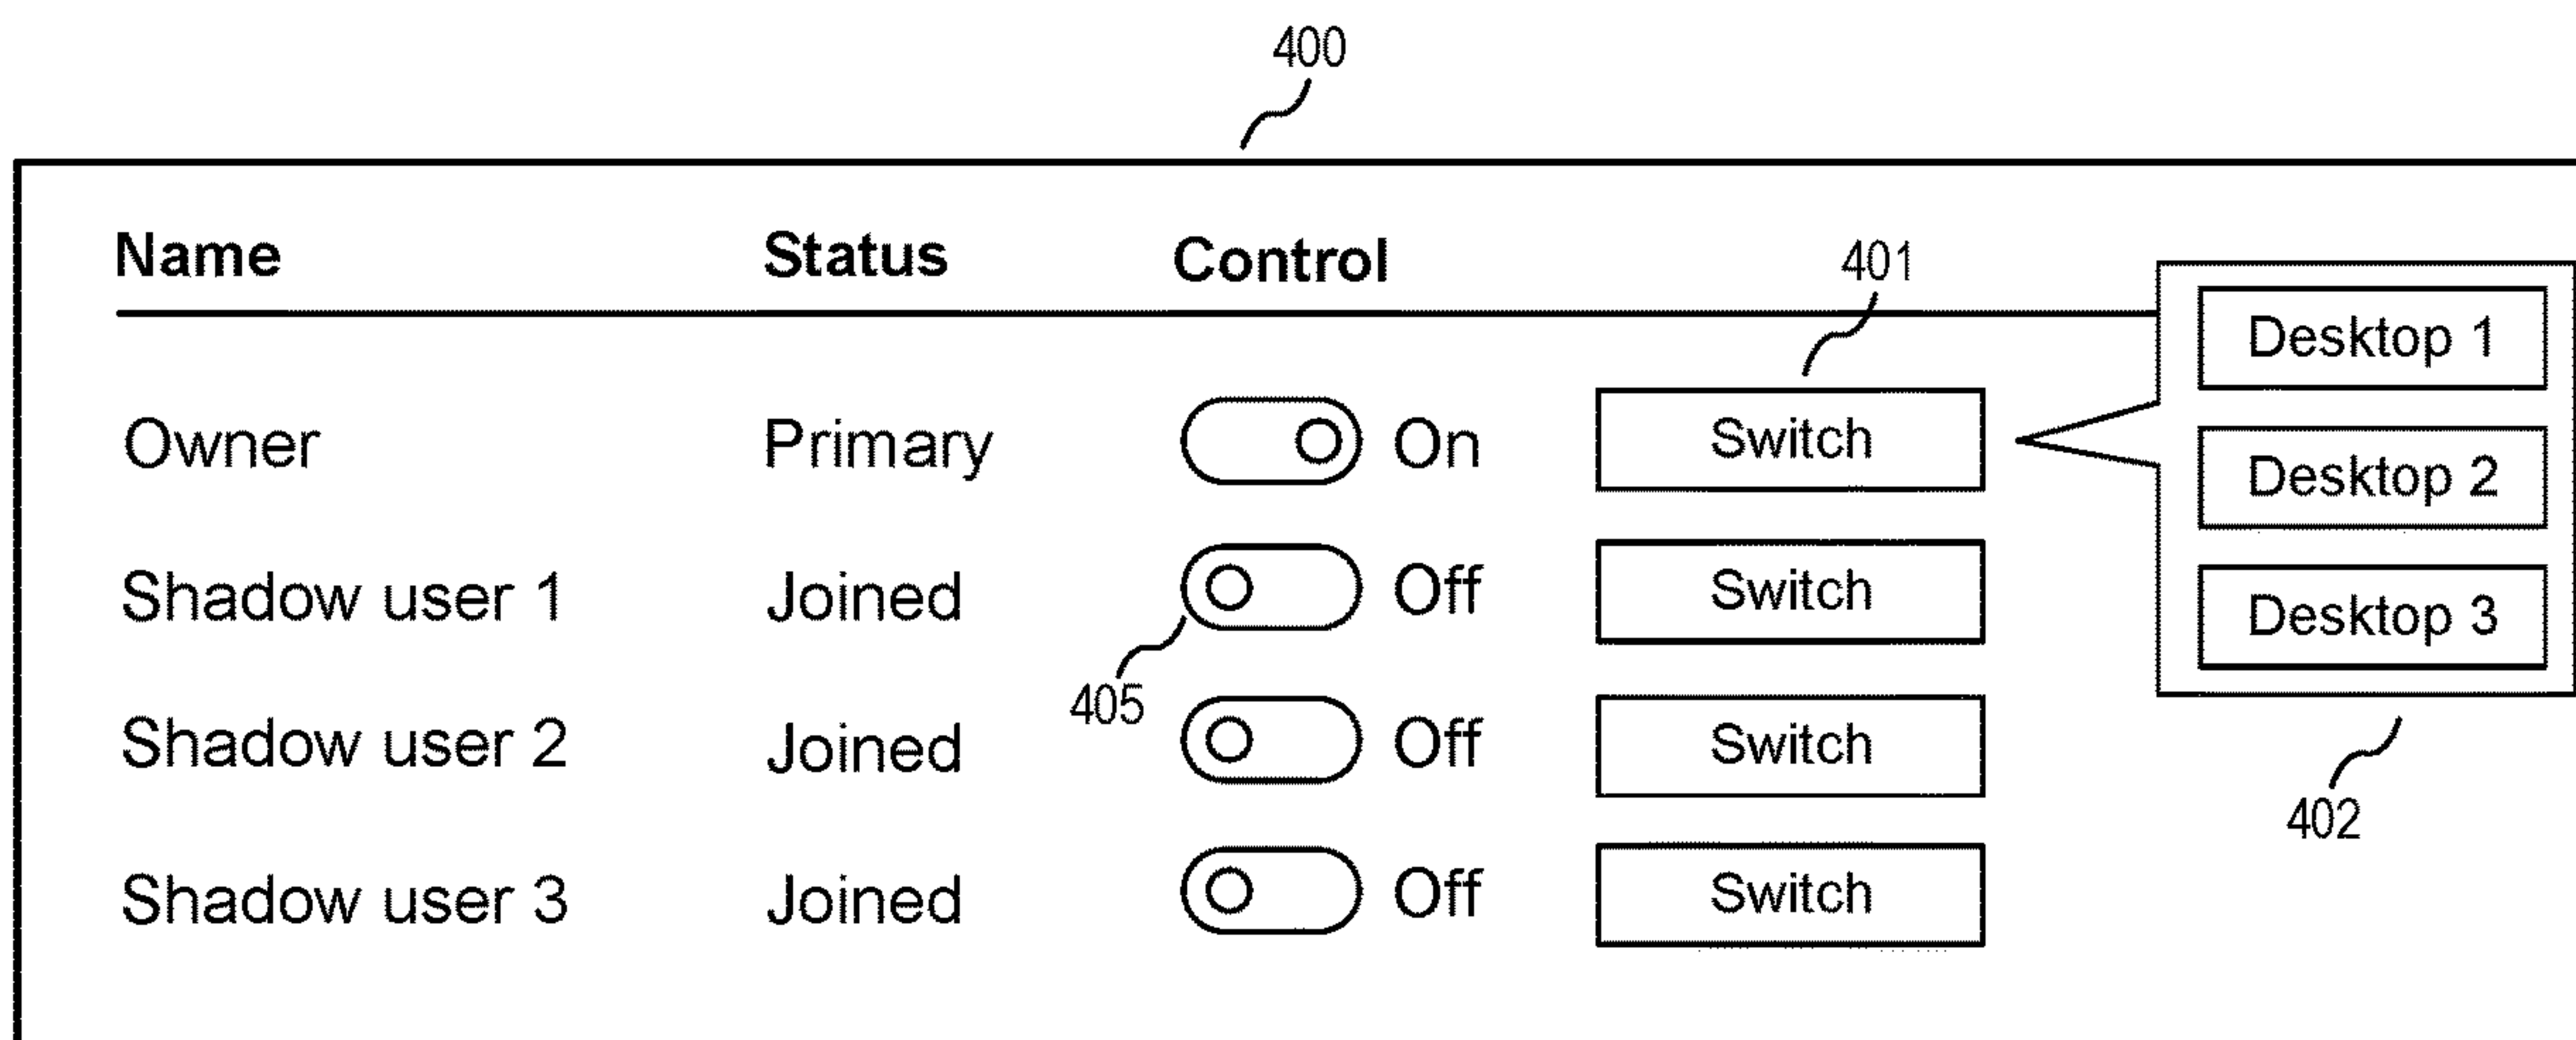 400
Name Status Control 401
Desktop 1
Owner Primary On Switch
Desktop 2
Shadow user 1 Joined Off Switch
Desktop 3
405
Shadow user 2 Joined Off Switch
402
Shadow user 3 Joined Off Switch